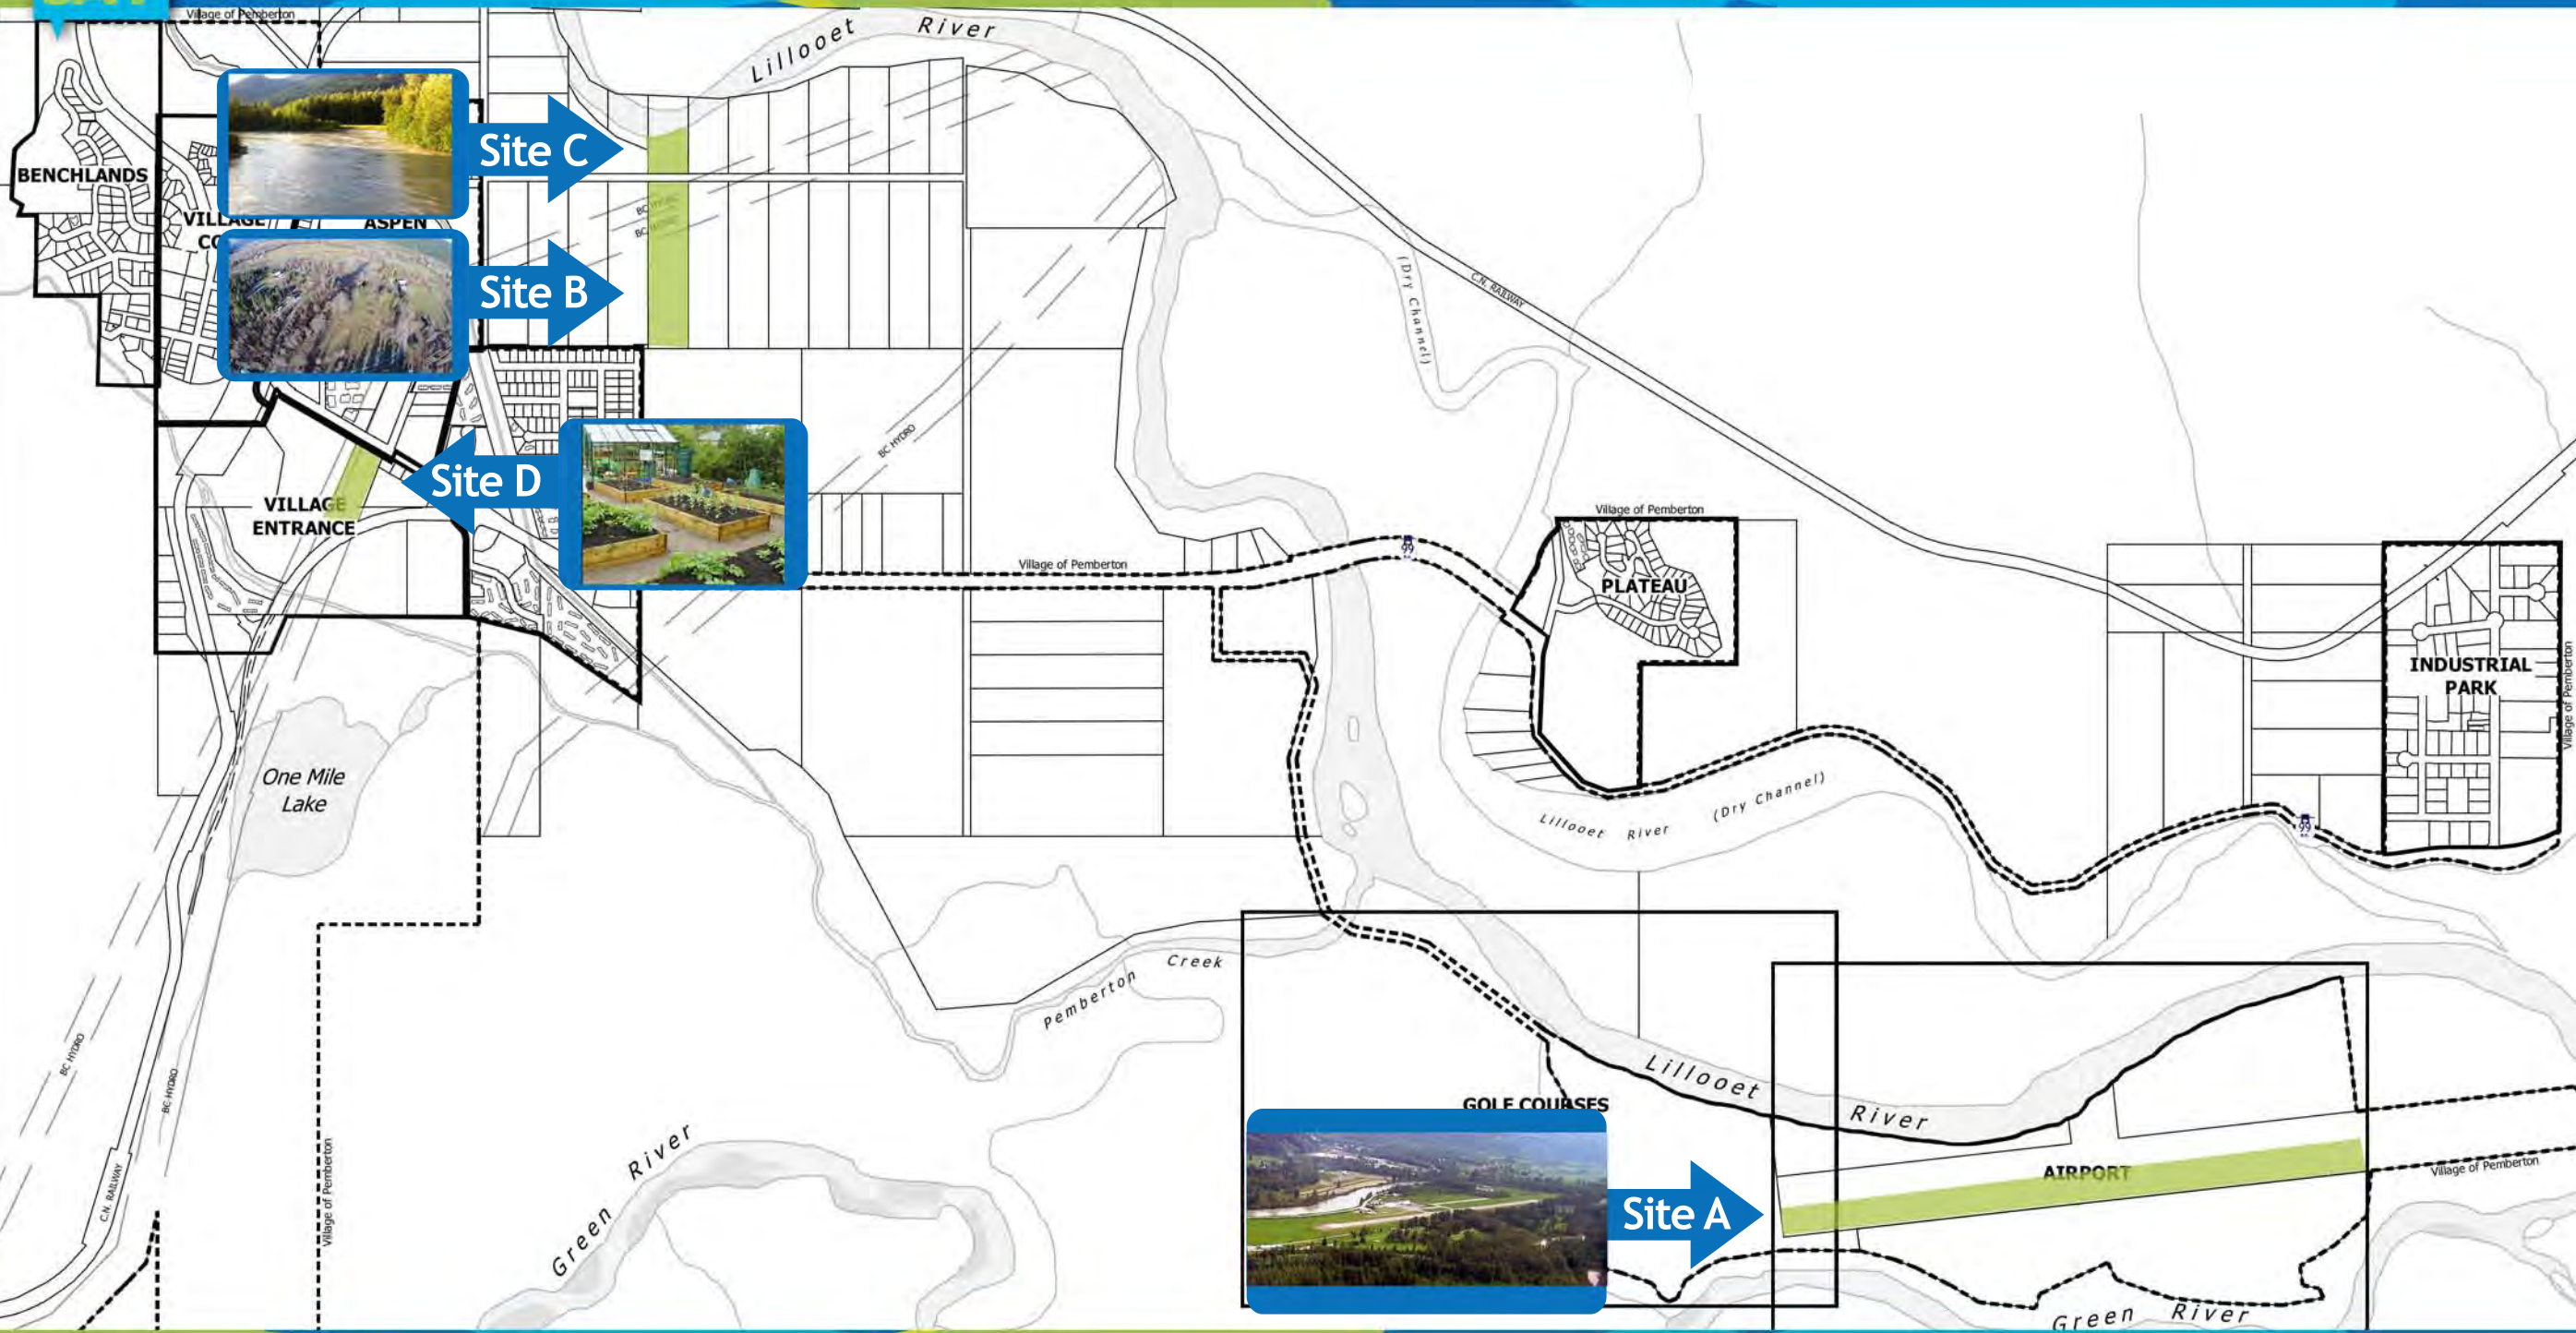 Village of Pemberton
Lillooet River
BENCHLANDS
VILLAGE
ASPEN
Site C
BC HYDRO
BC HYDRO
Site B
(Dry Channel)
C.N. RAILWAY
BC HYDRO
Site D
VILLAGE
ENTRANCE
Village of Pemberton
99
Village of Pemberton
PLATEAU
INDUSTRIAL
PARK
Village of Pemberton
One Mile
Lake
Lillooet River (Dry Channel)
99
Pemberton Creek
BC HYDRO
BC HYDRO
C.N. RAILWAY
Village of Pemberton
Green River
GOLF COURSES
Lillooet River
Site A
AIRPORT
Village of Pemberton
Green River